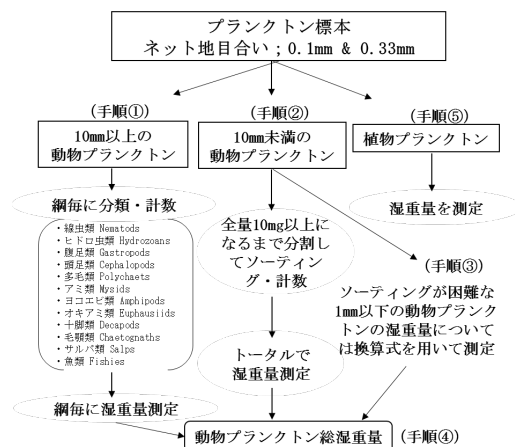 プランクトン標本
ネット地目合い；0.1mm & 0.33mm
(手順①)
10mm以上の
動物プランクトン
綱毎に分類・計数
・線虫類 Nematods
・ヒドロ虫類 Hydrozoans
・腹足類 Gastropods
・頭足類 Cephalopods
・多毛類 Polychaets
・アミ類 Mysids
・ヨコエビ類 Amphipods
・オキアミ類 Euphausiids
・十脚類 Decapods
・毛顎類 Chaetognaths
・サルパ類 Salps
・魚類 Fishies
綱毎に湿重量測定
(手順②)
10mm未満の
動物プランクトン
全量10mg以上に
なるまで分割し
てソーティン
グ・計数
トータルで
湿重量測定
(手順⑤)
植物プランクトン
湿重量を測定
(手順③)
ソーティングが困難な
1mm以下の動物プランク
トンの湿重量について
は換算式を用いて測定
動物プランクトン総湿重量
(手順④)